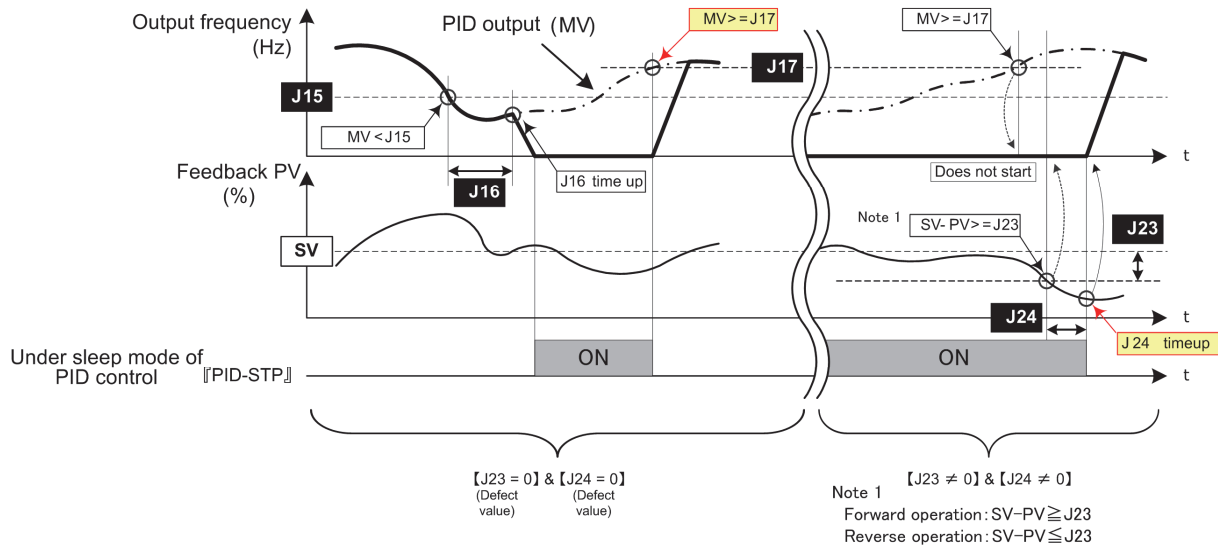 Output frequency
(Hz)
PID output (MV)
MV>=J17
MV>=J17
J17
J15
MV<J15
J16
J16 time up
Does not start
t
Feedback PV
(%)
Note 1
SV-PV>=J23
J23
SV
J24
t
J 24 timeup
Under sleep mode of
PID control
『PID-STP』
ON
ON
t
【J23 = 0】 & 【J24 = 0】
(Defect
value)
(Defect
value)
【J23 ≠ 0】 & 【J24 ≠ 0】
Note 1
Forward operation:SV-PV≧J23
Reverse operation:SV-PV≦J23